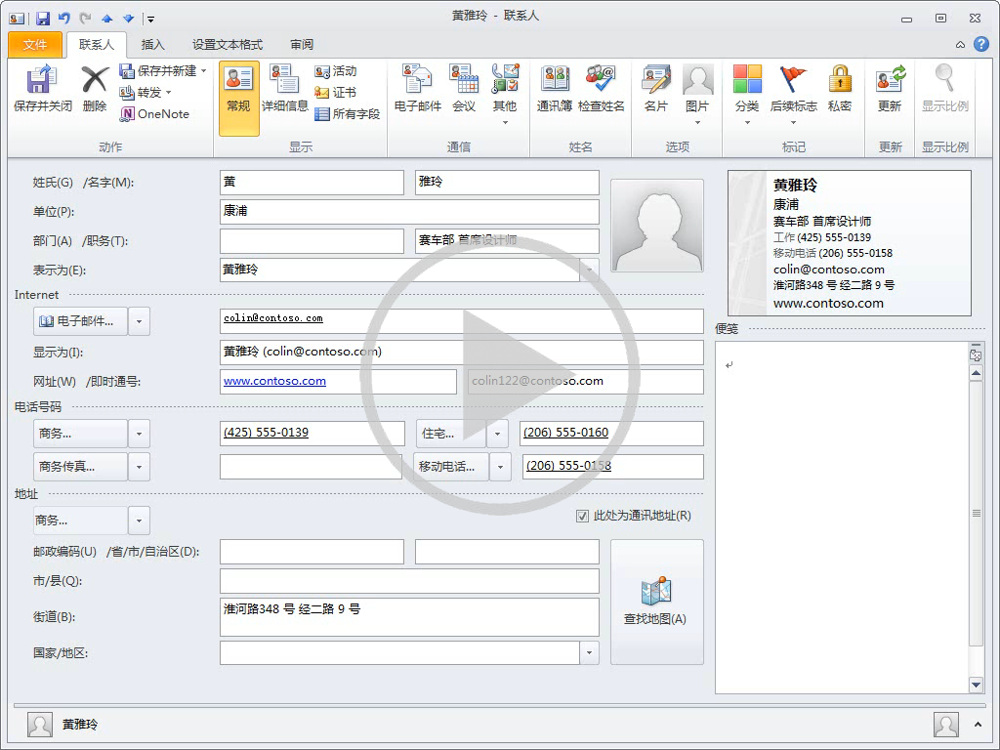 黄雅玲 - 联系人
文件 联系人 插入 设置文本格式 审阅
保存并关闭 删除 保存并新建 转发 OneNote 动作
常规 详细信息 活动 证书 所有字段 显示
电子邮件 会议 其他 通信
通讯簿 检查姓名 姓名
名片 图片 选项
分类 后续标志 私密 标记
更新 更新
显示比例 显示比例
姓氏(G) /名字(M): 黄 雅玲
单位(P): 康浦
部门(A) /职务(T): 赛车部 首席设计师
表示为(E): 黄雅玲
Internet
电子邮件... colin@contoso.com
显示为(I): 黄雅玲 (colin@contoso.com)
网址(W) /即时通号: www.contoso.com colin122@contoso.com
电话号码
商务... (425) 555-0139 住宅... (206) 555-0160
商务传真... 移动电话... (206) 555-0158
地址
商务... 此处为通讯地址(R)
邮政编码(U) /省/市/自治区(D):
市/县(Q):
街道(B): 淮河路348 号 经二路 9 号
国家/地区:
查找地图(A)
黄雅玲
康浦
赛车部 首席设计师
工作 (425) 555-0139
移动电话 (206) 555-0158
colin@contoso.com
淮河路348 号 经二路 9 号
www.contoso.com
便笺
黄雅玲